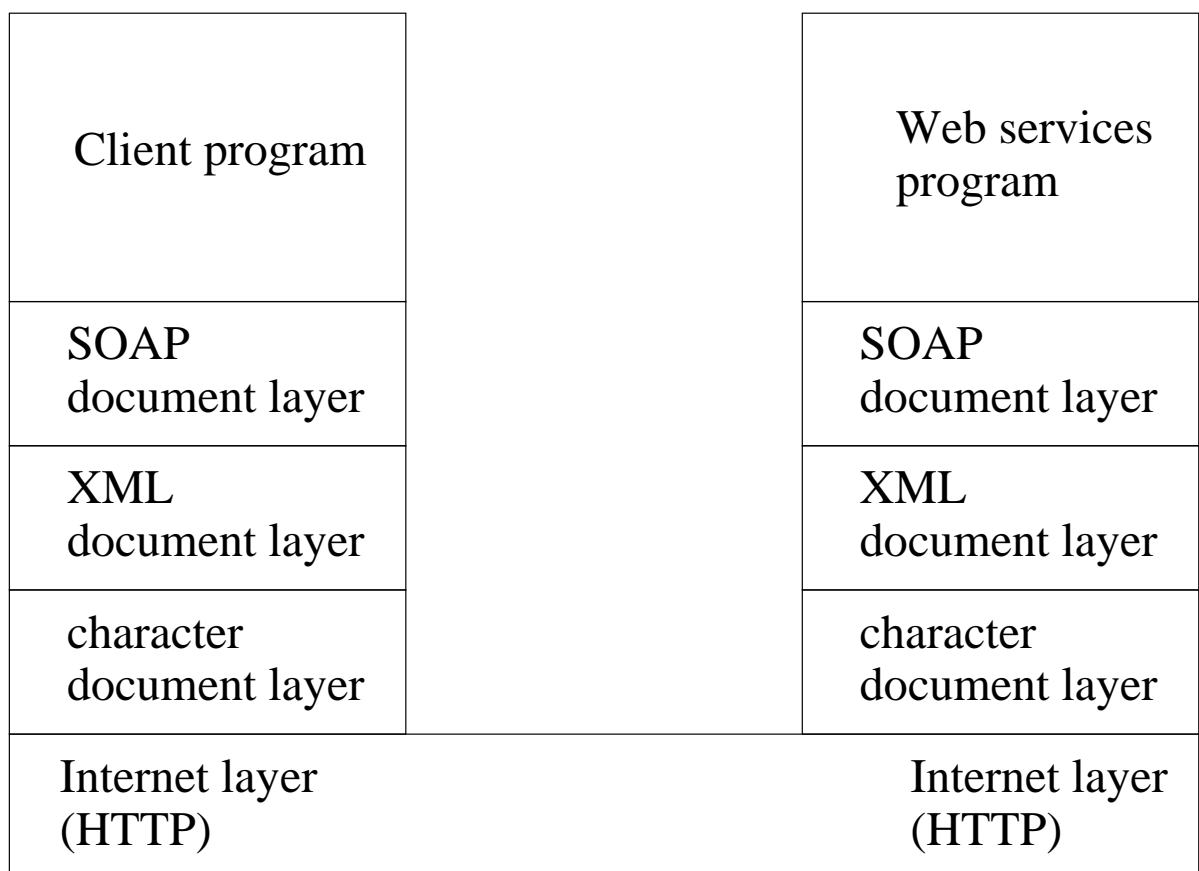 Client program
SOAP
document layer
XML
document layer
character
document layer
Internet layer
(HTTP)
Web services
program
SOAP
document layer
XML
document layer
character
document layer
Internet layer
(HTTP)